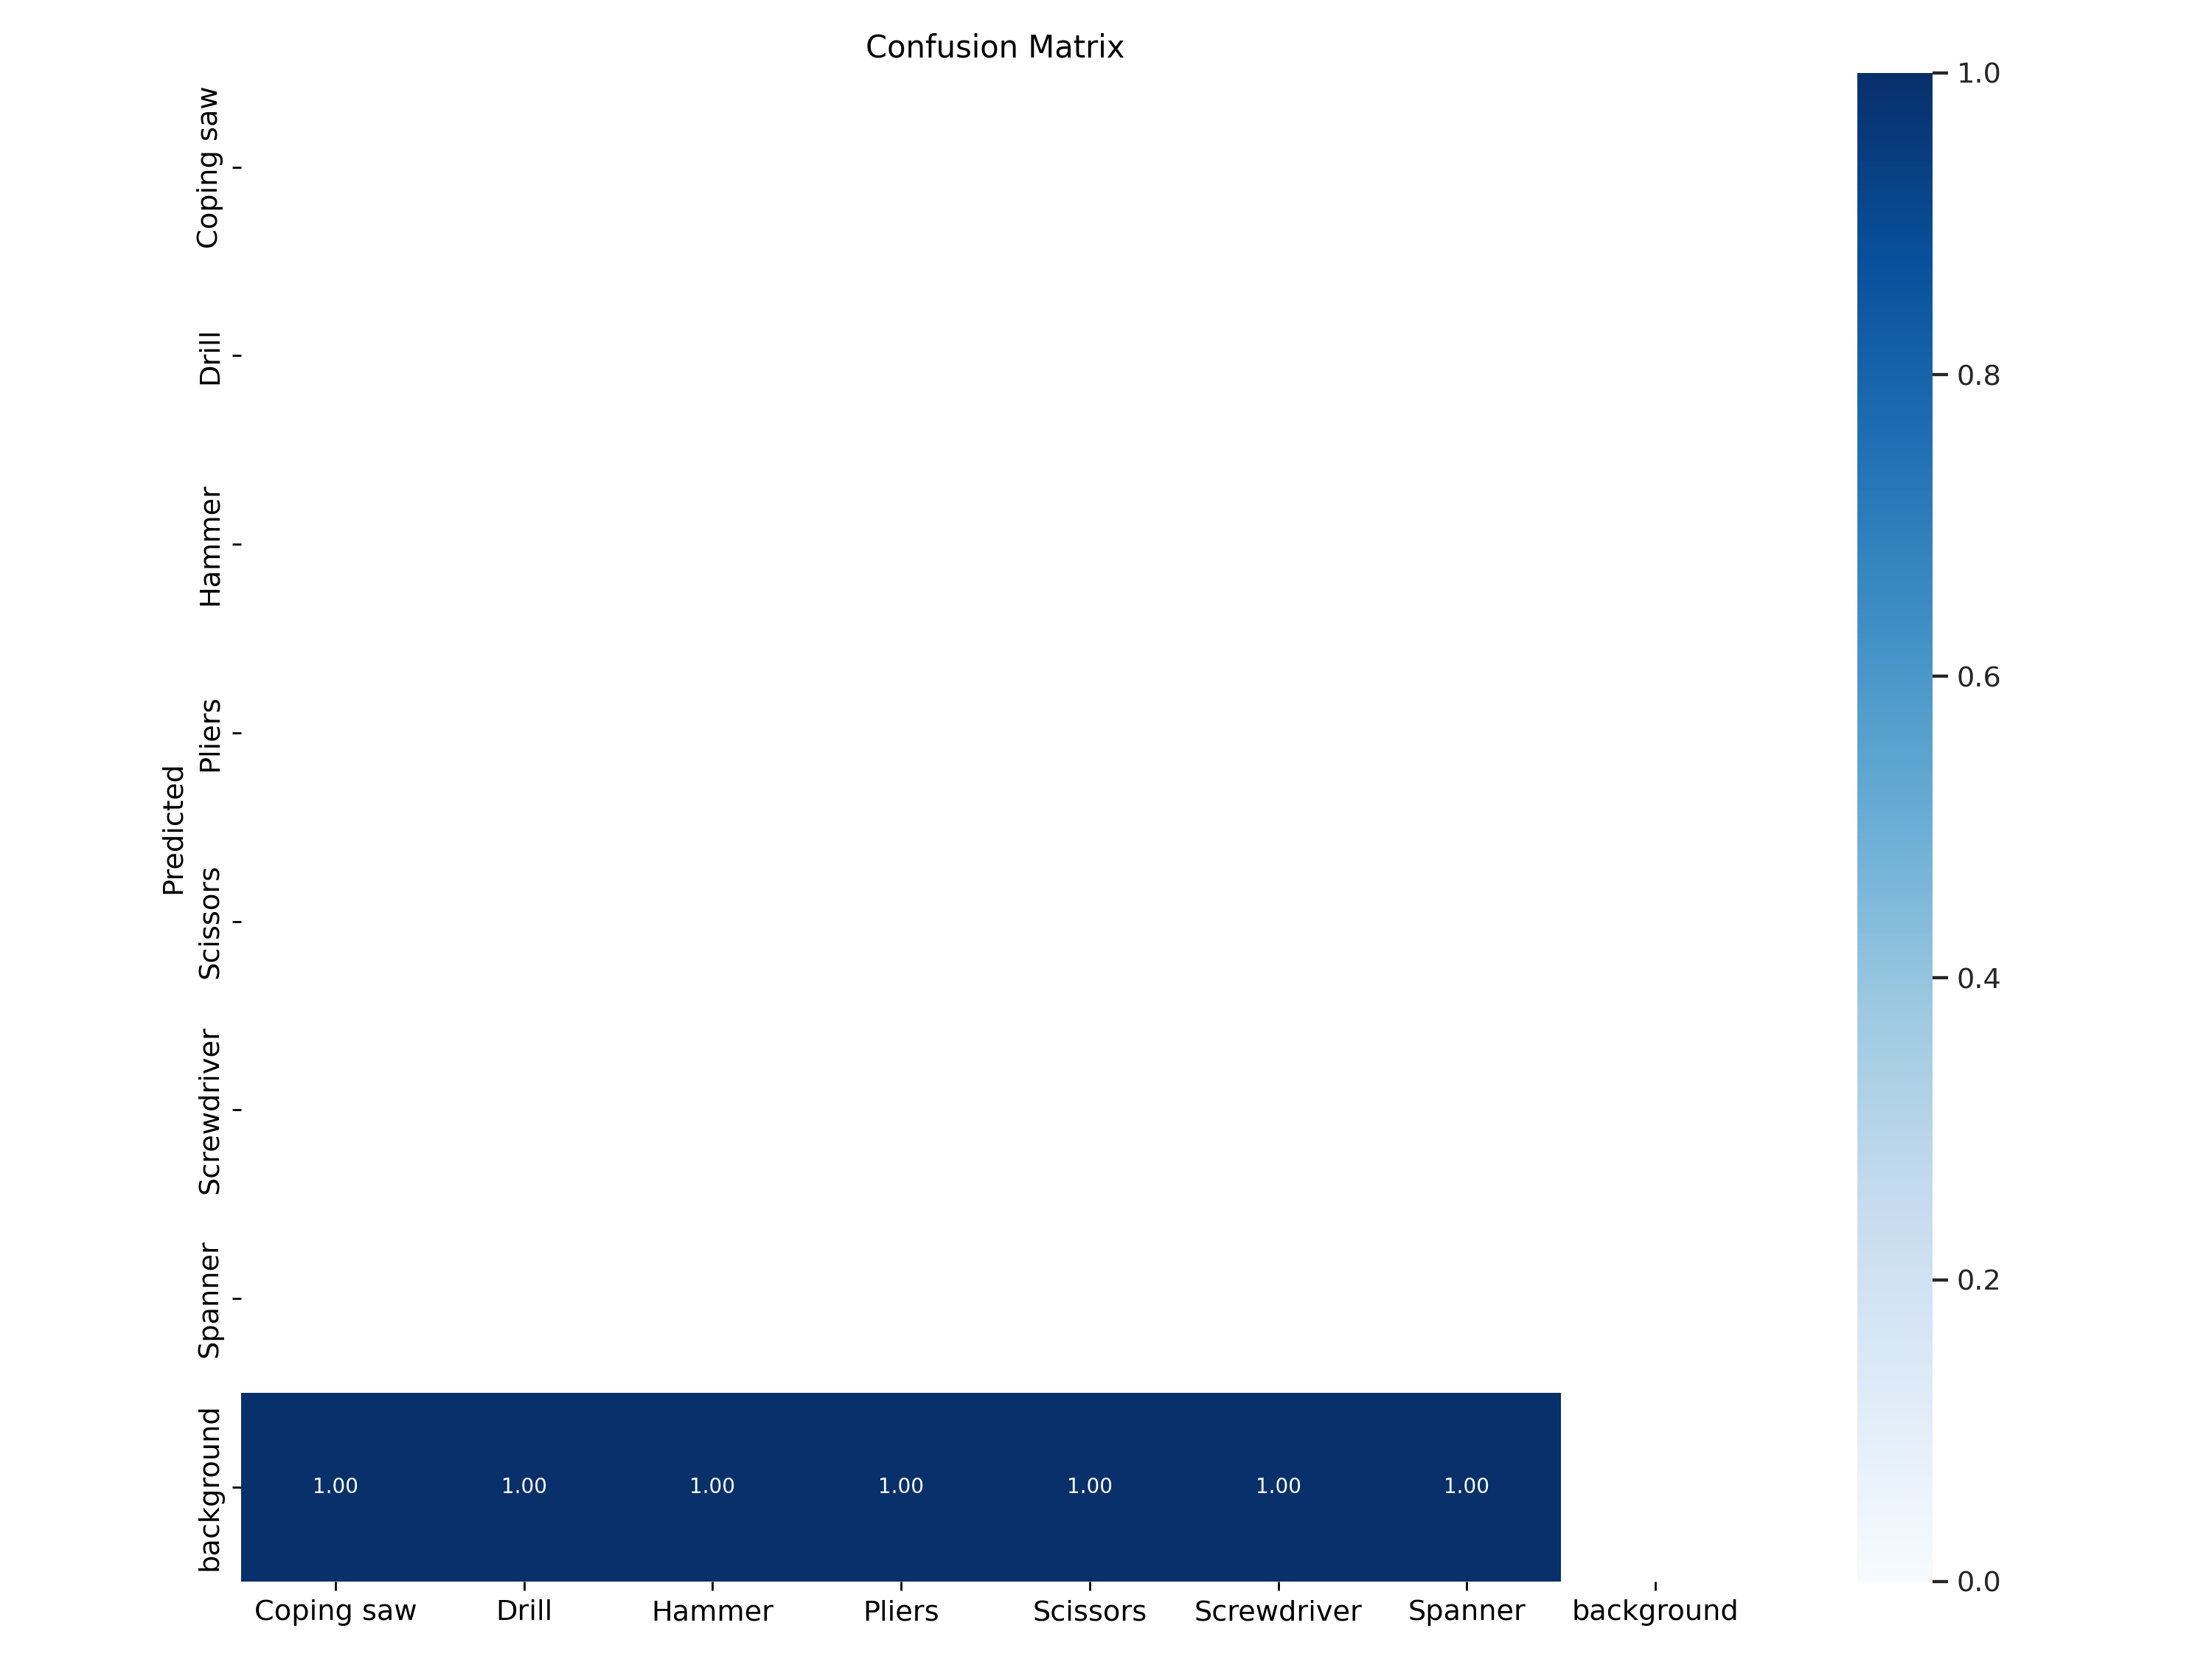 Confusion Matrix
Predicted
Coping saw
Drill
Hammer
Pliers
Scissors
Screwdriver
Spanner
background
1.00 1.00 1.00 1.00 1.00 1.00 1.00
Coping saw Drill Hammer Pliers Scissors Screwdriver Spanner background
1.0
0.8
0.6
0.4
0.2
0.0